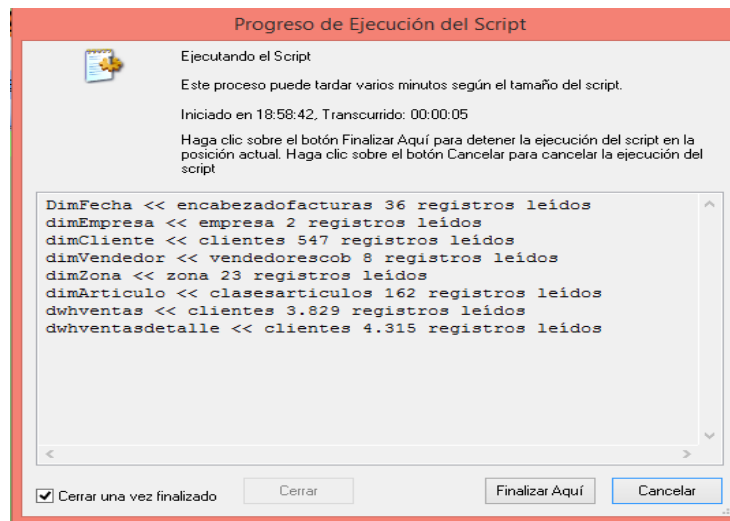 Progreso de Ejecución del Script
Ejecutando el Script
Este proceso puede tardar varios minutos según el tamaño del script.
Iniciado en 18:58:42, Transcurrido: 00:00:05
Haga clic sobre el botón Finalizar Aquí para detener la ejecución del script en la
posición actual. Haga clic sobre el botón Cancelar para cancelar la ejecución del
script
DimFecha << encabezadofacturas 36 registros leídos
dimEmpresa << empresa 2 registros leídos
dimCliente << clientes 547 registros leídos
dimVendedor << vendedorescob 8 registros leídos
dimZona << zona 23 registros leídos
dimArticulo << clasesarticulos 162 registros leídos
dwhventas << clientes 3.829 registros leídos
dwhventasdetalle << clientes 4.315 registros leídos
Cerrar una vez finalizado
Cerrar
Finalizar Aquí
Cancelar